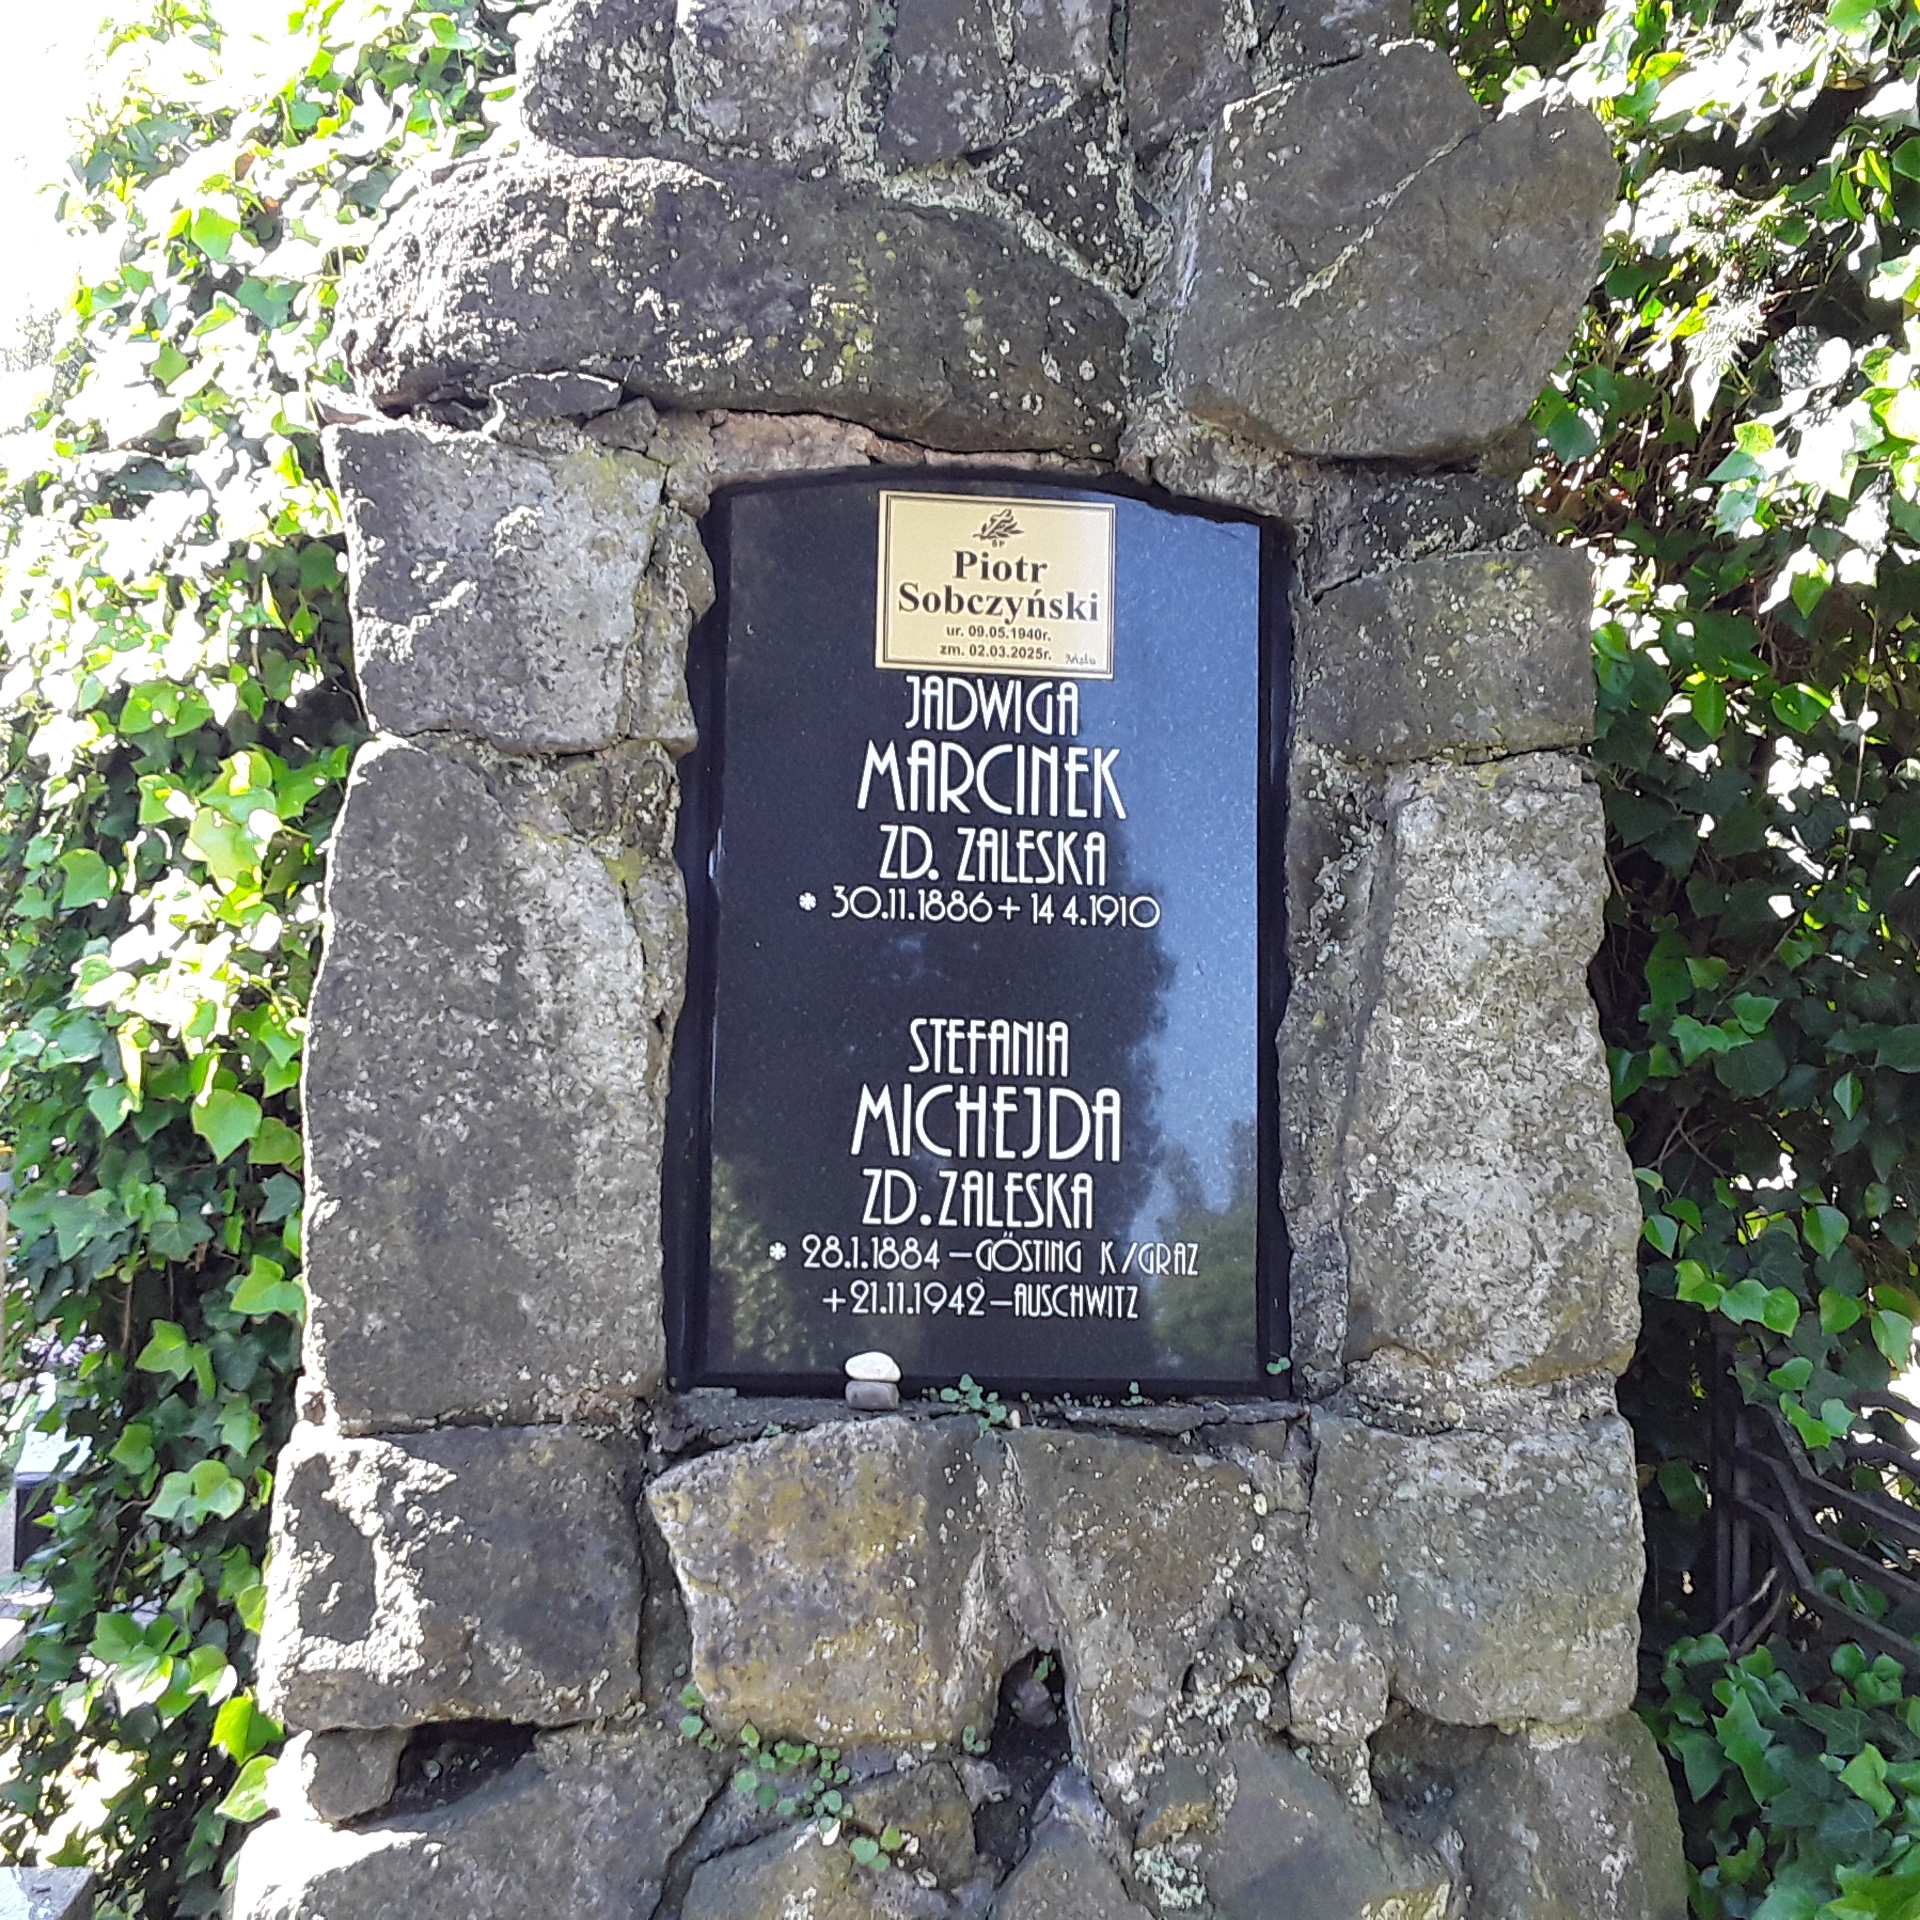 ŚP
Piotr
Sobczyński
ur. 09.05.1940r.
zm. 02.03.2025r.
JADWIGA
MARCINEK
ZD. ZALESKA
* 30.11.1886 + 14 4.1910
STEFANIA
MICHEJDA
ZD. ZALESKA
* 28.1.1884 – GÖSTING K/GRAZ
+ 21.11.1942 – AUSCHWITZ